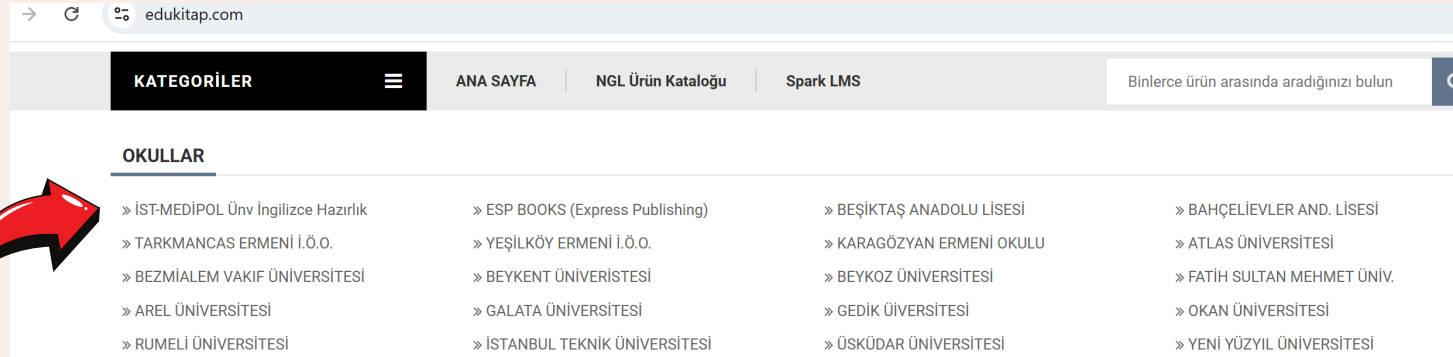 edukitap.com
KATEGORİLER ANA SAYFA NGL Ürün Kataloğu Spark LMS Binlerce ürün arasında aradığınızı bulun
OKULLAR
» İST-MEDİPOL Ünv İngilizce Hazırlık » ESP BOOKS (Express Publishing) » BEŞİKTAŞ ANADOLU LİSESİ » BAHÇELİEVLER AND. LİSESİ
» TARKMANCAS ERMENİ İ.Ö.O. » YEŞİLKÖY ERMENİ İ.Ö.O. » KARAGÖZYAN ERMENİ OKULU » ATLAS ÜNİVERSİTESİ
» BEZMİALEM VAKIF ÜNİVERSİTESİ » BEYKENT ÜNİVERİSTESİ » BEYKOZ ÜNİVERSİTESİ » FATİH SULTAN MEHMET ÜNİV.
» AREL ÜNİVERSİTESİ » GALATA ÜNİVERSİTESİ » GEDİK ÜİVERSİTESİ » OKAN ÜNİVERSİTESİ
» RUMELİ ÜNİVERSİTESİ » İSTANBUL TEKNİK ÜNİVERSİTESİ » ÜSKÜDAR ÜNİVERSİTESİ » YENİ YÜZYIL ÜNİVERSİTESİ